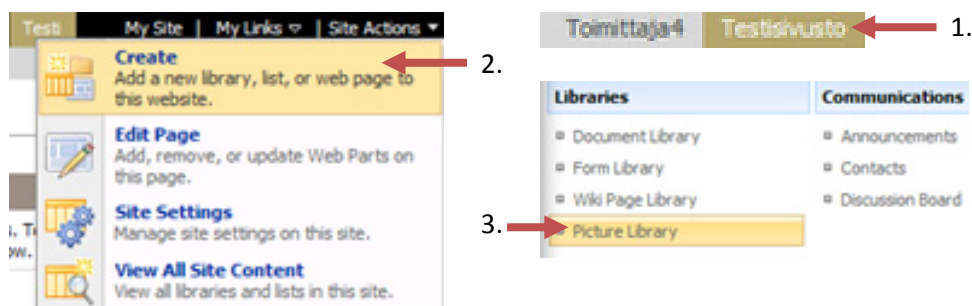 Testi My Site | My Links | Site Actions
Create
Add a new library, list, or web page to
this website.
2.
Edit Page
Add, remove, or update Web Parts on
this page.
Site Settings
Manage site settings on this site.
View All Site Content
View all libraries and lists in this site.
Toimittaja4 Testisivusto
1.
Libraries
Document Library
Form Library
Wiki Page Library
3.
Picture Library
Communications
Announcements
Contacts
Discussion Board